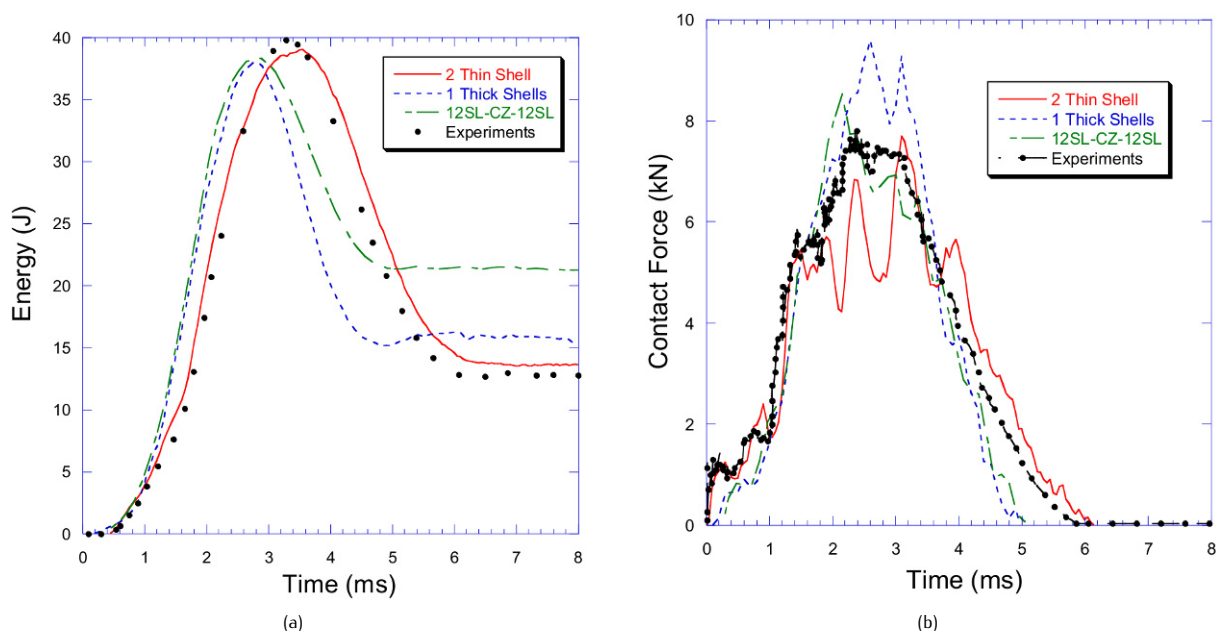 40
35
30
25
20
15
10
5
0
Energy (J)
2 Thin Shell
1 Thick Shells
12SL-CZ-12SL
Experiments
0 1 2 3 4 5 6 7 8
Time (ms)
(a)
10
8
6
4
2
0
Contact Force (kN)
2 Thin Shell
1 Thick Shells
12SL-CZ-12SL
Experiments
0 1 2 3 4 5 6 7 8
Time (ms)
(b)